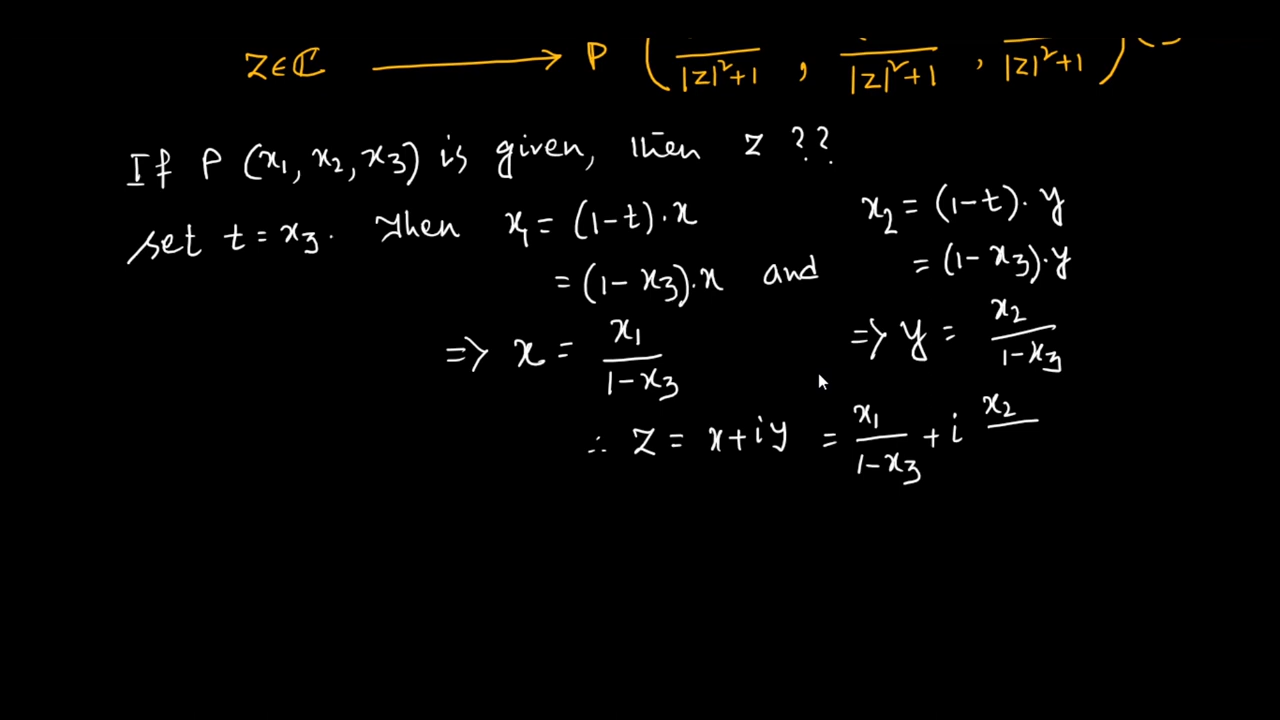 z∈ℂ ⟶ P ( /|z|²+1 , /|z|²+1 , /|z|²+1 )
If P (x₁, x₂, x₃) is given, then z ??
set t = x₃. Then x₁ = (1-t)·x x₂ = (1-t)·y
= (1-x₃)·x and = (1-x₃)·y
⇒ x = x₁/1-x₃ ⇒ y = x₂/1-x₃
∴ z = x+iy = x₁/1-x₃ + i x₂/